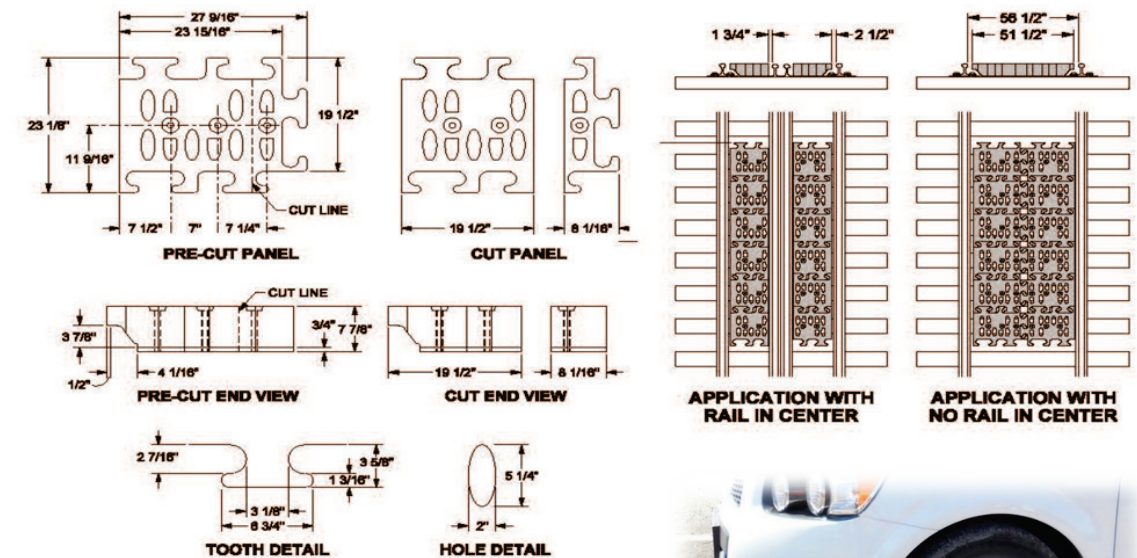 27 9/16"
23 15/16"
23 1/8"
11 9/16"
19 1/2"
CUT LINE
7 1/2" 7" 7 1/4"
PRE-CUT PANEL
19 1/2" 8 1/16"
CUT PANEL
CUT LINE
3 7/8"
3/4" 7 7/8"
1/2" 4 1/16"
PRE-CUT END VIEW
19 1/2" 8 1/16"
CUT END VIEW
2 7/16"
3 5/8"
1 3/16"
3 1/8"
6 3/4"
TOOTH DETAIL
5 1/4"
2"
HOLE DETAIL
1 3/4" 2 1/2"
APPLICATION WITH
RAIL IN CENTER
56 1/2"
51 1/2"
APPLICATION WITH
NO RAIL IN CENTER